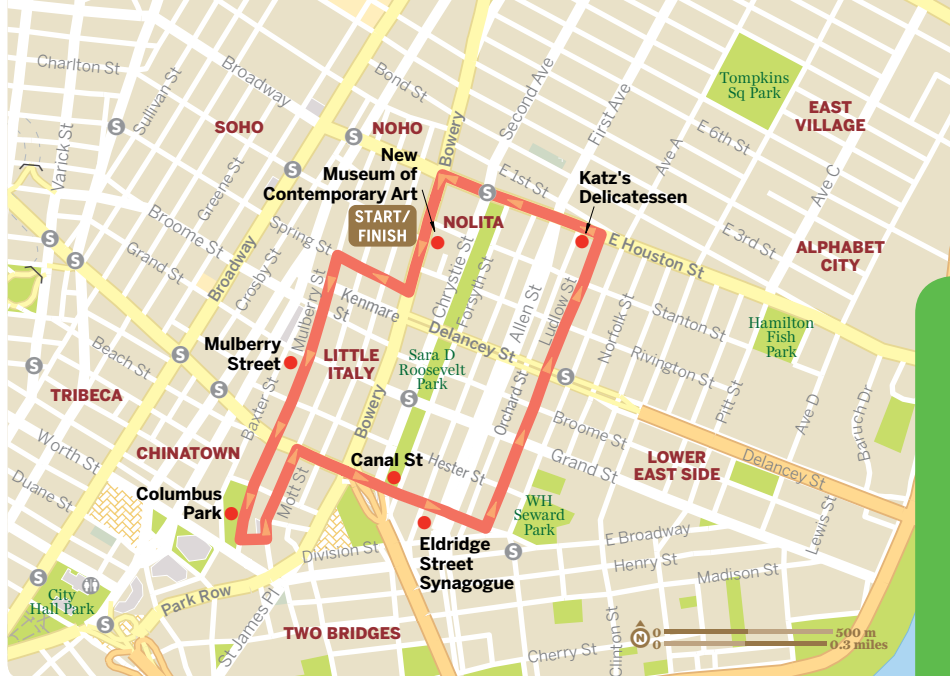 Charlton St
Sullivan St
Broadway
Bond St
Second Ave
First Ave
Tompkins
Sq Park
EAST
VILLAGE
Varick St
S
SOHO
S
NOHO
Bowery
E 6th St
Ave A
Ave C
New
Museum of
Contemporary Art
S
E 1st St
S
Katz's
Delicatessen
Greene St
START/
FINISH
NOLITA
Broome St
Spring St
S
E Houston St
E 3rd St
ALPHABET
CITY
Grand St
S
Broadway
Crosby St
Chrystie St
Forsyth St
Allen St
Ludlow St
Kenmare
St
Mulberry St
Norfolk St
Stanton St
Hamilton
Fish
Park
Delancey St
Mulberry
Street
LITTLE
ITALY
Sara D
Roosevelt
Park
Rivington St
Beach St
S
S
S
TRIBECA
Baxter St
S
Bowery
S
Orchard St
Pitt St
Ave D
Baruch Dr
Broome St
Worth St
CHINATOWN
Canal St
Hester St
Grand St
LOWER
EAST SIDE
Delancey St
Duane St
Columbus
Park
Mott St
WH
Seward
Park
Lewis St
Division St
Eldridge
Street
Synagogue
S
E Broadway
Henry St
Madison St
S
City
Hall Park
Park Row
S
St James Pl
TWO BRIDGES
Clinton St
Cherry St
N
0
500 m
0
0.3 miles